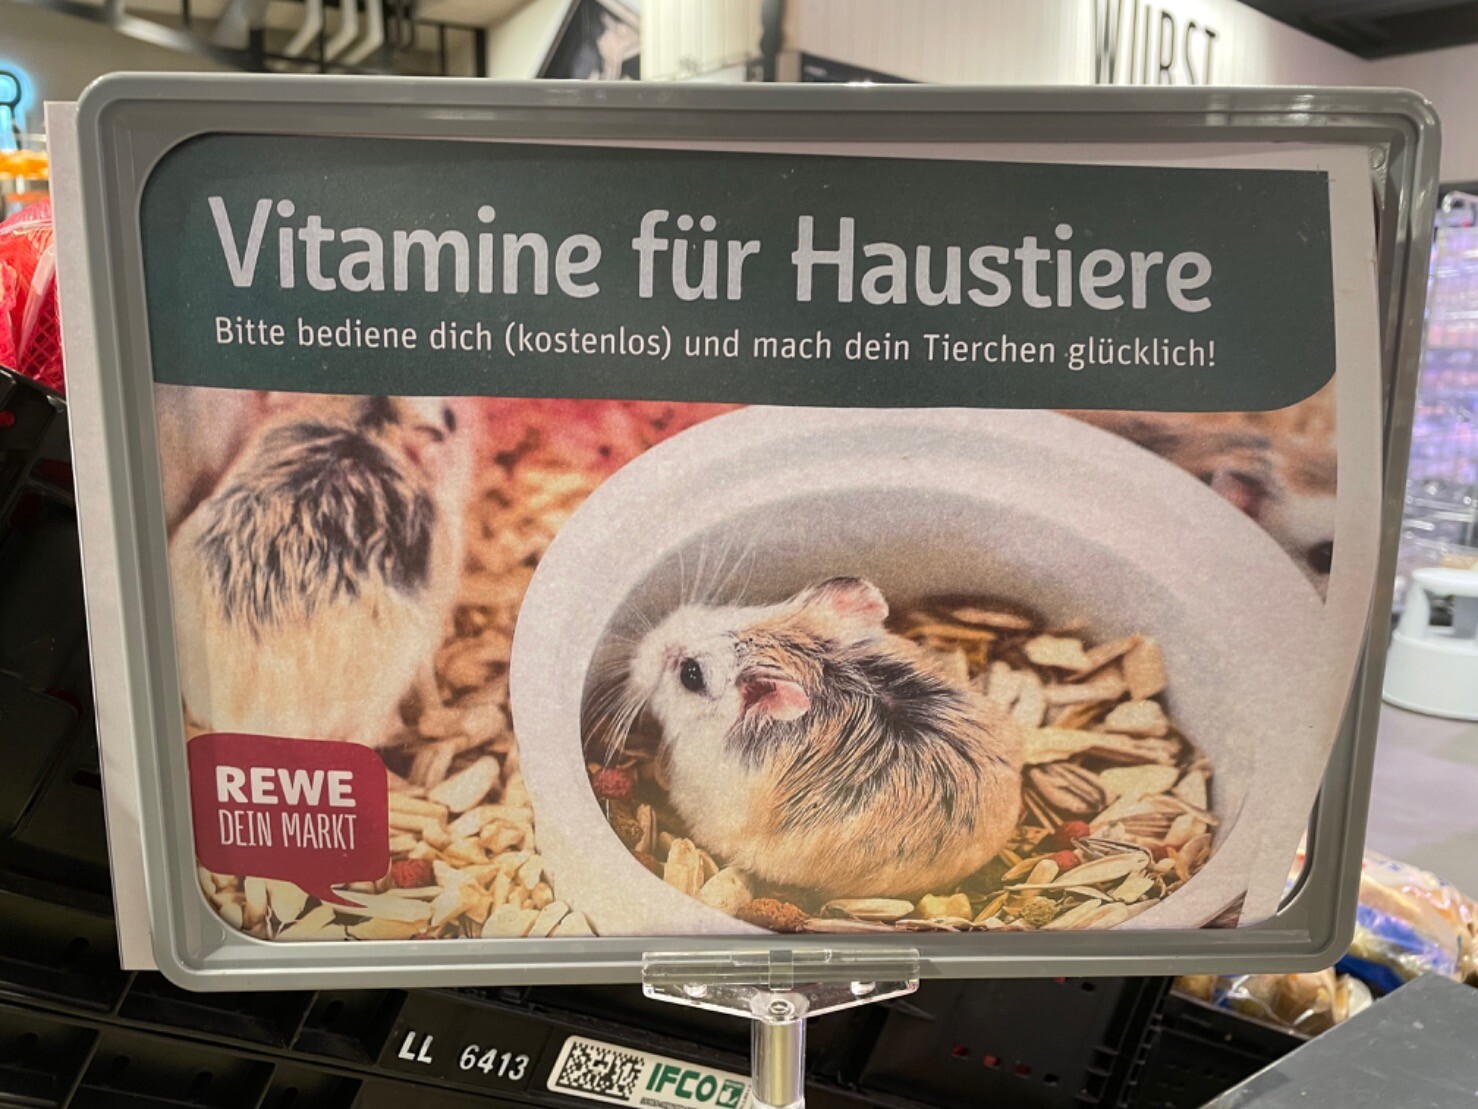 WURST
Vitamine für Haustiere
Bitte bediene dich (kostenlos) und mach dein Tierchen glücklich!
REWE
DEIN MARKT
LL 6413
IFCO